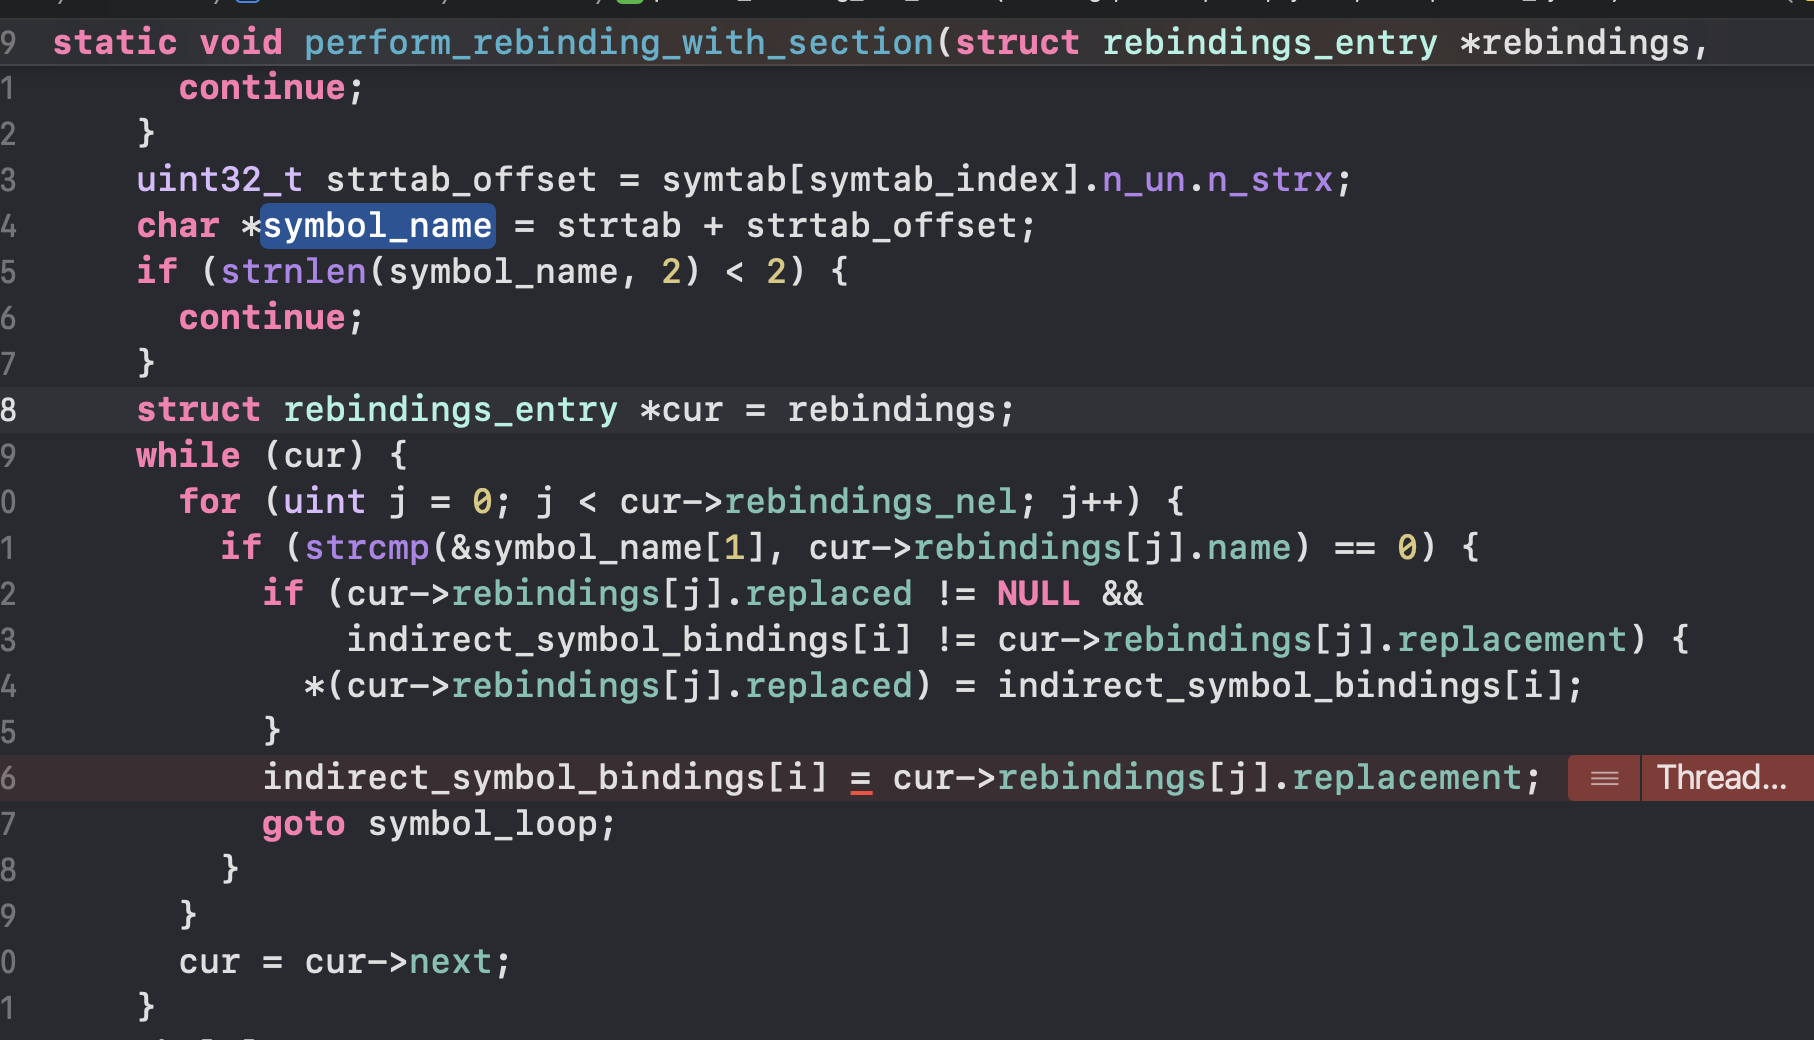 9 static void perform_rebinding_with_section(struct rebindings_entry *rebindings,
1 continue;
2 }
3 uint32_t strtab_offset = symtab[symtab_index].n_un.n_strx;
4 char *symbol_name = strtab + strtab_offset;
5 if (strnlen(symbol_name, 2) < 2) {
6 continue;
7 }
8 struct rebindings_entry *cur = rebindings;
9 while (cur) {
0 for (uint j = 0; j < cur->rebindings_nel; j++) {
1 if (strcmp(&symbol_name[1], cur->rebindings[j].name) == 0) {
2 if (cur->rebindings[j].replaced != NULL &&
3 indirect_symbol_bindings[i] != cur->rebindings[j].replacement) {
4 *(cur->rebindings[j].replaced) = indirect_symbol_bindings[i];
5 }
6 indirect_symbol_bindings[i] = cur->rebindings[j].replacement; Thread...
7 goto symbol_loop;
8 }
9 }
0 cur = cur->next;
1 }